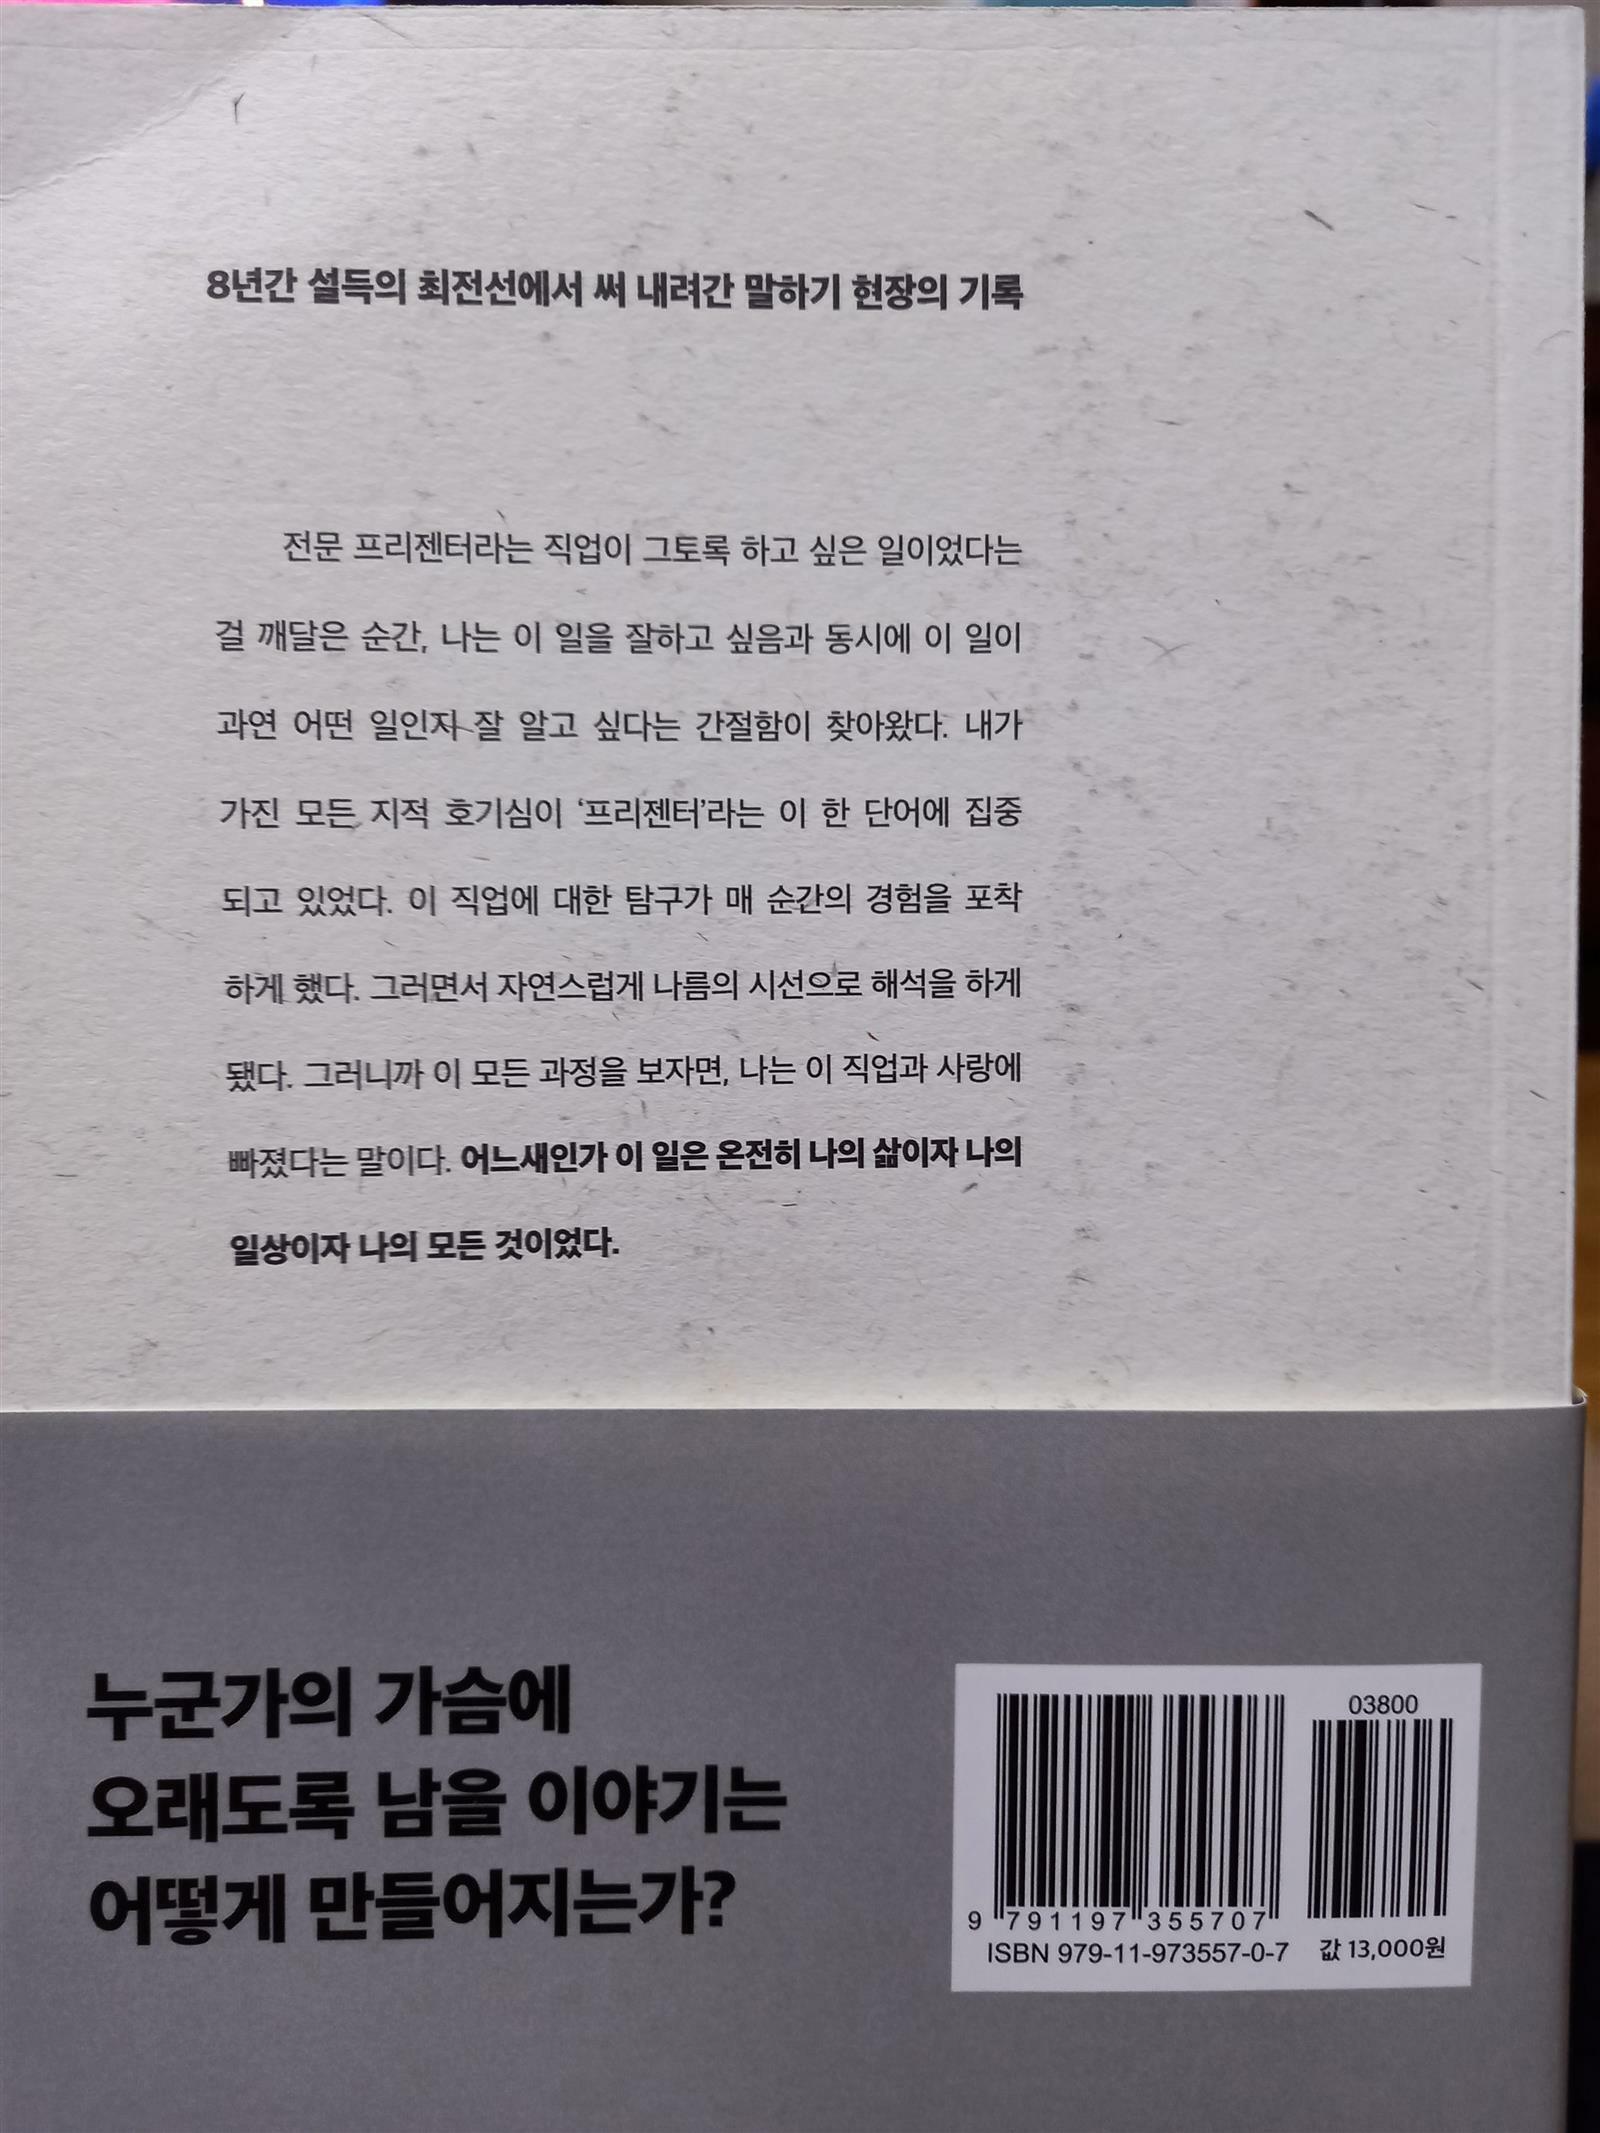 8년간 설득의 최전선에서 써 내려간 말하기 현장의 기록
전문 프리젠터라는 직업이 그토록 하고 싶은 일이었다는
걸 깨달은 순간, 나는 이 일을 잘하고 싶음과 동시에 이 일이
과연 어떤 일인지 잘 알고 싶다는 간절함이 찾아왔다. 내가
가진 모든 지적 호기심이 ‘프리젠터’라는 이 한 단어에 집중
되고 있었다. 이 직업에 대한 탐구가 매 순간의 경험을 포착
하게 했다. 그러면서 자연스럽게 나름의 시선으로 해석을 하게
됐다. 그러니까 이 모든 과정을 보자면, 나는 이 직업과 사랑에
빠졌다는 말이다. 어느새인가 이 일은 온전히 나의 삶이자 나의
일상이자 나의 모든 것이었다.
누군가의 가슴에
오래도록 남을 이야기는
어떻게 만들어지는가?
03800
9 791197 355707
ISBN 979-11-973557-0-7
값 13,000원